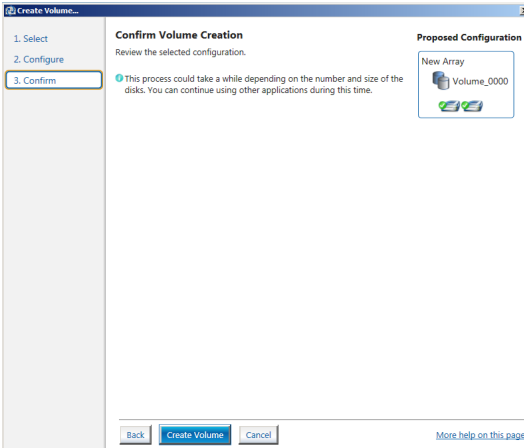 Create Volume...
1. Select
2. Configure
3. Confirm
Confirm Volume Creation
Review the selected configuration.
This process could take a while depending on the number and size of the
disks. You can continue using other applications during this time.
Proposed Configuration
New Array
Volume_0000
Back
Create Volume
Cancel
More help on this page